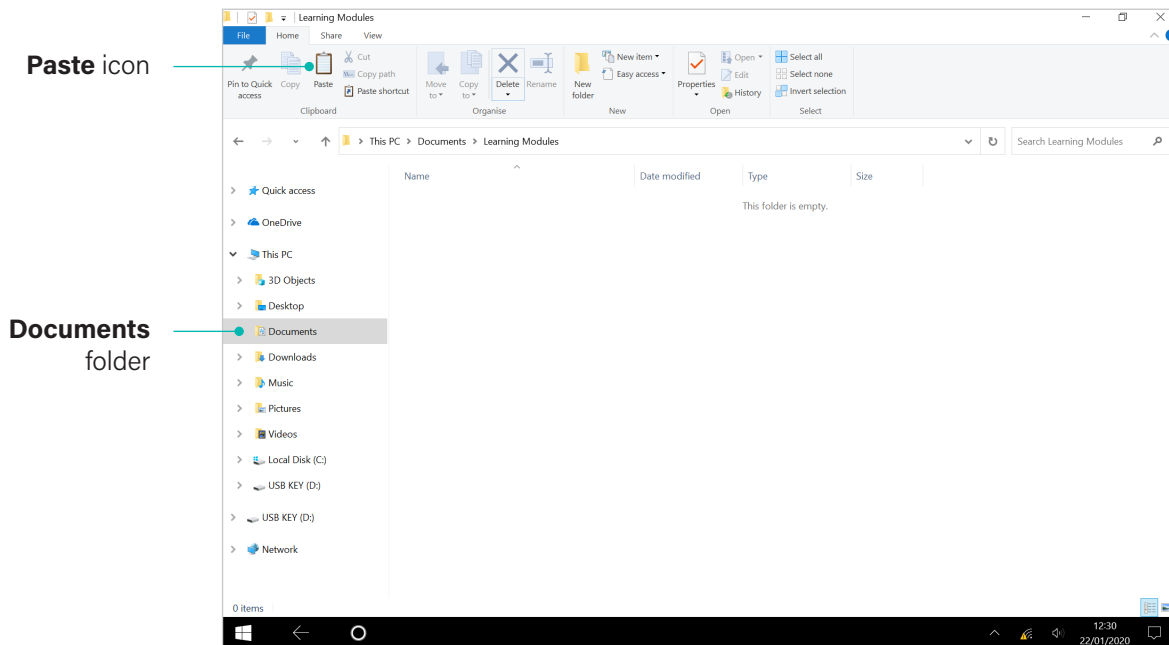 Learning Modules
File Home Share View
Paste icon
Pin to Quick access
Copy
Paste
Cut
Copy path
Paste shortcut
Clipboard
Move to
Copy to
Delete
Rename
Organise
New folder
New item
Easy access
New
Properties
Open
Edit
History
Open
Select all
Select none
Invert selection
Select
This PC > Documents > Learning Modules
Search Learning Modules
Name Date modified Type Size
This folder is empty.
Quick access
OneDrive
This PC
3D Objects
Desktop
Documents
folder
Documents
Downloads
Music
Pictures
Videos
Local Disk (C:)
USB KEY (D:)
USB KEY (D:)
Network
0 items
12:30
22/01/2020